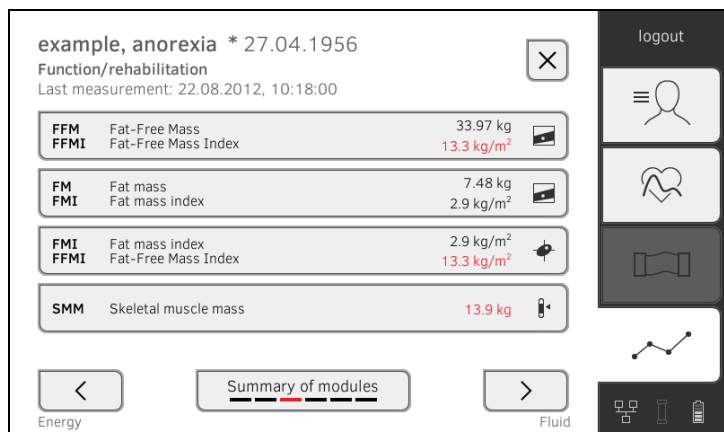 example, anorexia * 27.04.1956
logout
Function/rehabilitation
Last measurement: 22.08.2012, 10:18:00
FFM Fat-Free Mass 33.97 kg
FFMI Fat-Free Mass Index 13.3 kg/m²
FM Fat mass 7.48 kg
FMI Fat mass index 2.9 kg/m²
FMI Fat mass index 2.9 kg/m²
FFMI Fat-Free Mass Index 13.3 kg/m²
SMM Skeletal muscle mass 13.9 kg
Summary of modules
Energy Fluid